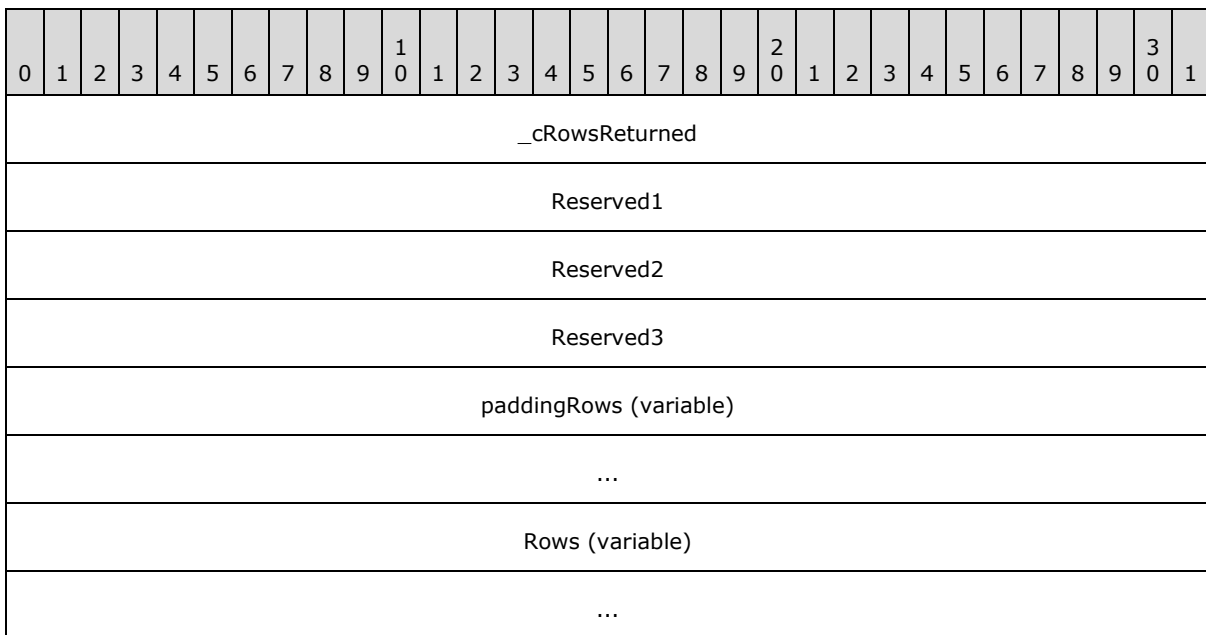 1 2 3
0 1 2 3 4 5 6 7 8 9 0 1 2 3 4 5 6 7 8 9 0 1 2 3 4 5 6 7 8 9 0 1
_cRowsReturned
Reserved1
Reserved2
Reserved3
paddingRows (variable)
...
Rows (variable)
...